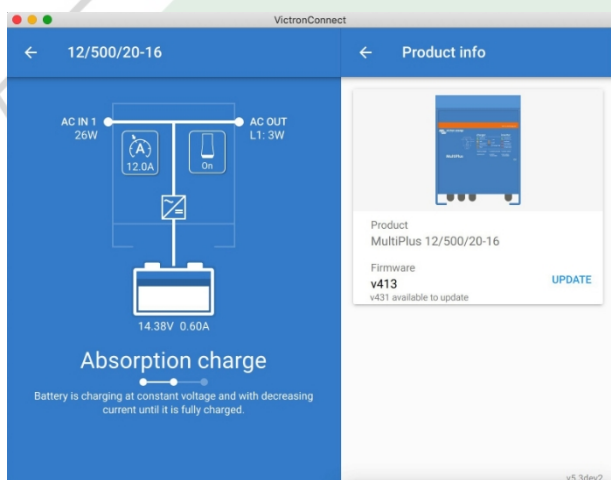 VictronConnect
12/500/20-16
AC IN 1
26W
AC OUT
L1: 3W
12.0A
On
14.38V 0.60A
Absorption charge
Battery is charging at constant voltage and with decreasing
current until it is fully charged.
Product info
MultiPlus
Product
MultiPlus 12/500/20-16
Firmware
v413
v431 available to update
UPDATE
v5.3dev2